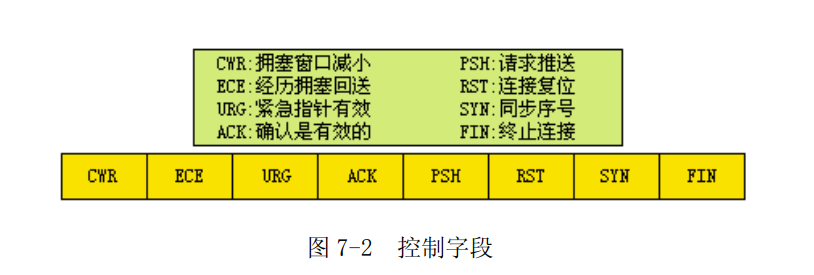 CWR:拥塞窗口减小 PSH:请求推送
ECE:经历拥塞回送 RST:连接复位
URG:紧急指针有效 SYN:同步序号
ACK:确认是有效的 FIN:终止连接
CWR ECE URG ACK PSH RST SYN FIN
图 7-2 控制字段